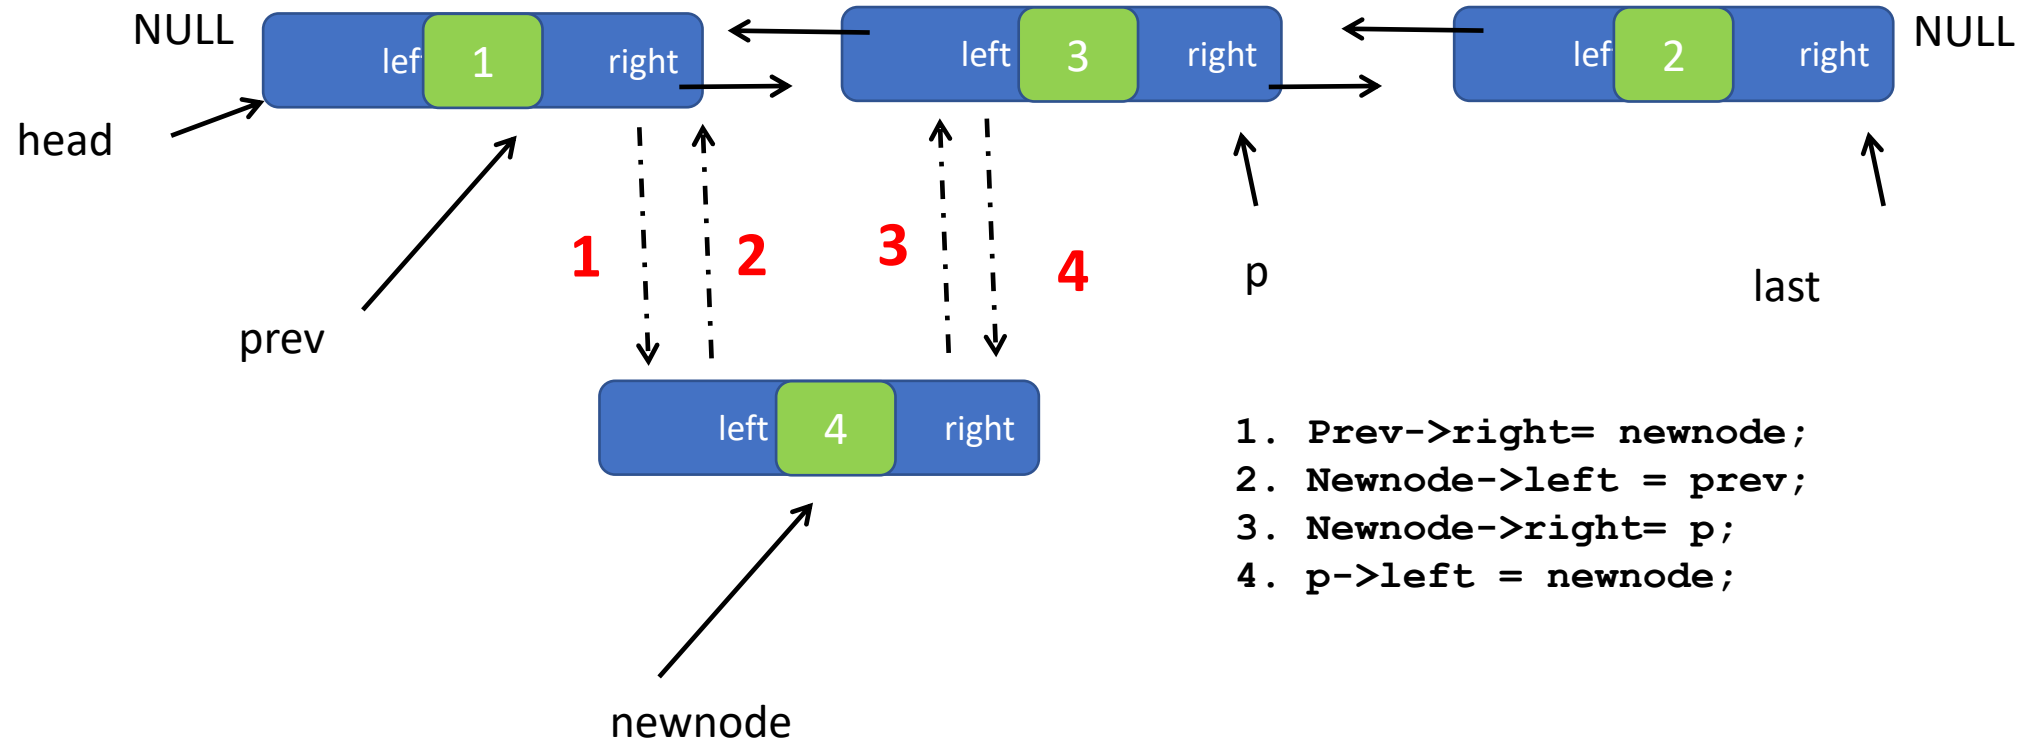 NULL
lef 1 right
left 3 right
lef 2 right
NULL
head
1
2
3
4
p
last
prev
left 4 right
1. Prev->right= newnode;
2. Newnode->left = prev;
3. Newnode->right= p;
4. p->left = newnode;
newnode